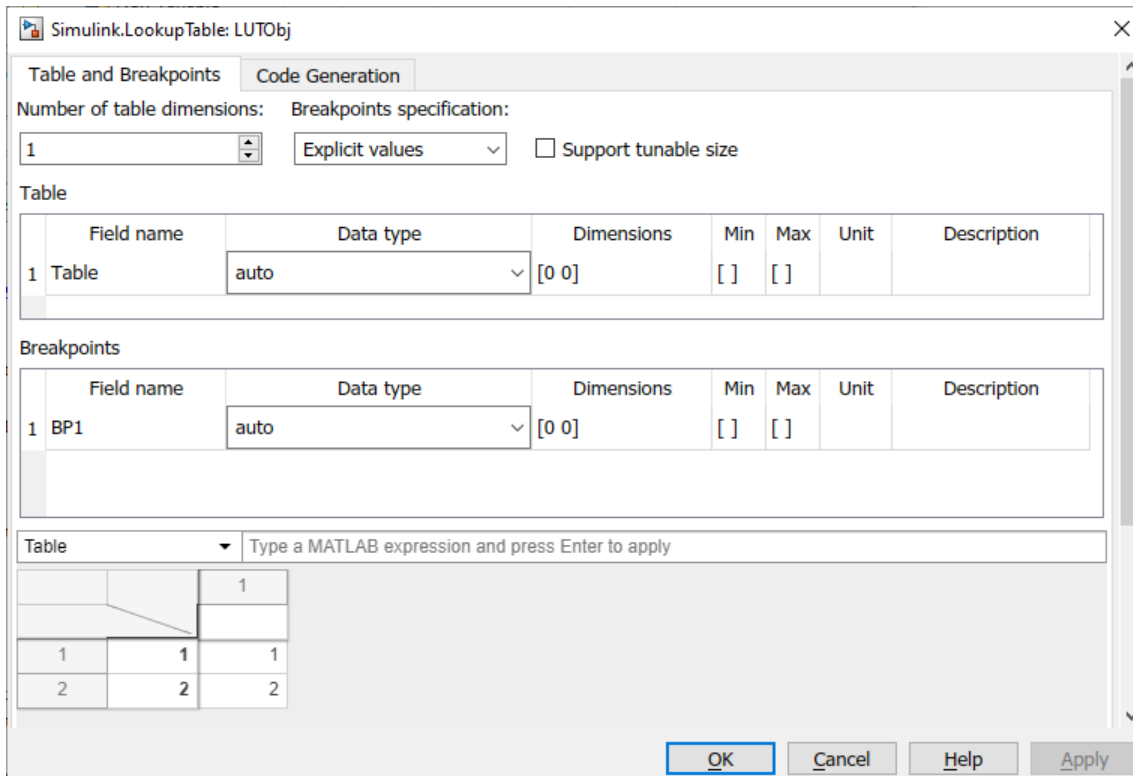 Simulink.LookupTable: LUTObj
Table and Breakpoints Code Generation
Number of table dimensions: Breakpoints specification:
1 Explicit values Support tunable size
Table
Field name Data type Dimensions Min Max Unit Description
1 Table auto [0 0] [ ] [ ]
Breakpoints
Field name Data type Dimensions Min Max Unit Description
1 BP1 auto [0 0] [ ] [ ]
Table Type a MATLAB expression and press Enter to apply
1
1 1 1
2 2 2
OK Cancel Help Apply